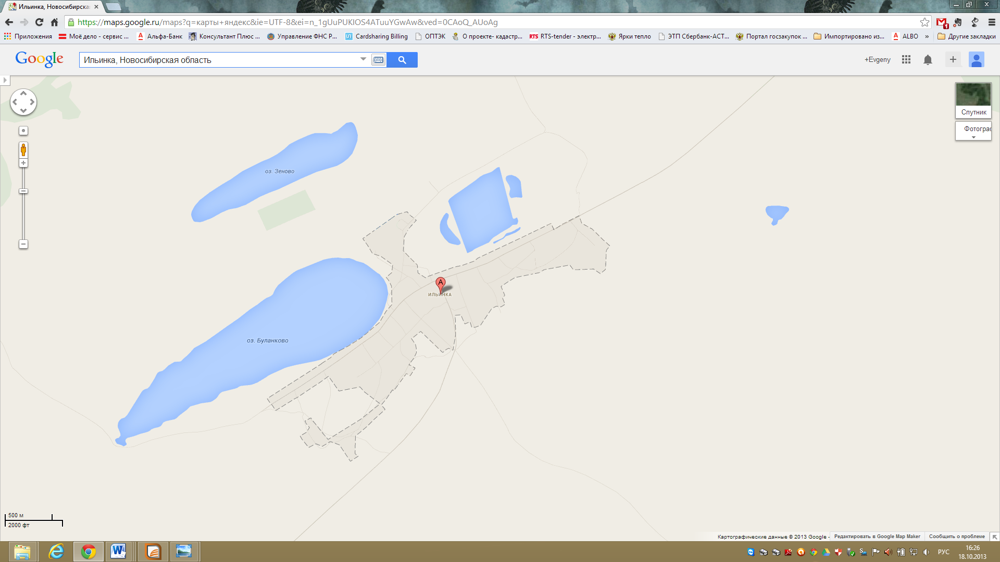 Ильинка, Новосибирска
https://maps.google.ru/maps?q=карты+яндекс&ie=UTF-8&ei=n_1gUuPUKIOS4ATuuYGwAw&ved=0CAoQ_AUoAg
1
Приложения Моё дело - сервис ... А Альфа-Банк Консультант Плюс ... Управление ФНС Р... Cardsharing Billing ОПТЭК О проекте- кадастр... RTS RTS-tender - электр... Ярки тепло ЭТП Сбербанк-АСТ... Портал госзакупок ... Импортировано из... А ALBO » Другие закладки
Google
Ильинка, Новосибирская область
+Evgeny
Спутник
Фотограс
оз. Зеново
A
ИЛЬИНКА
оз. Буланково
500 м
2000 фт
Картографические данные © 2013 Google - Редактировать в Google Map Maker Сообщить о проблеме
РУС
16:26
18.10.2013